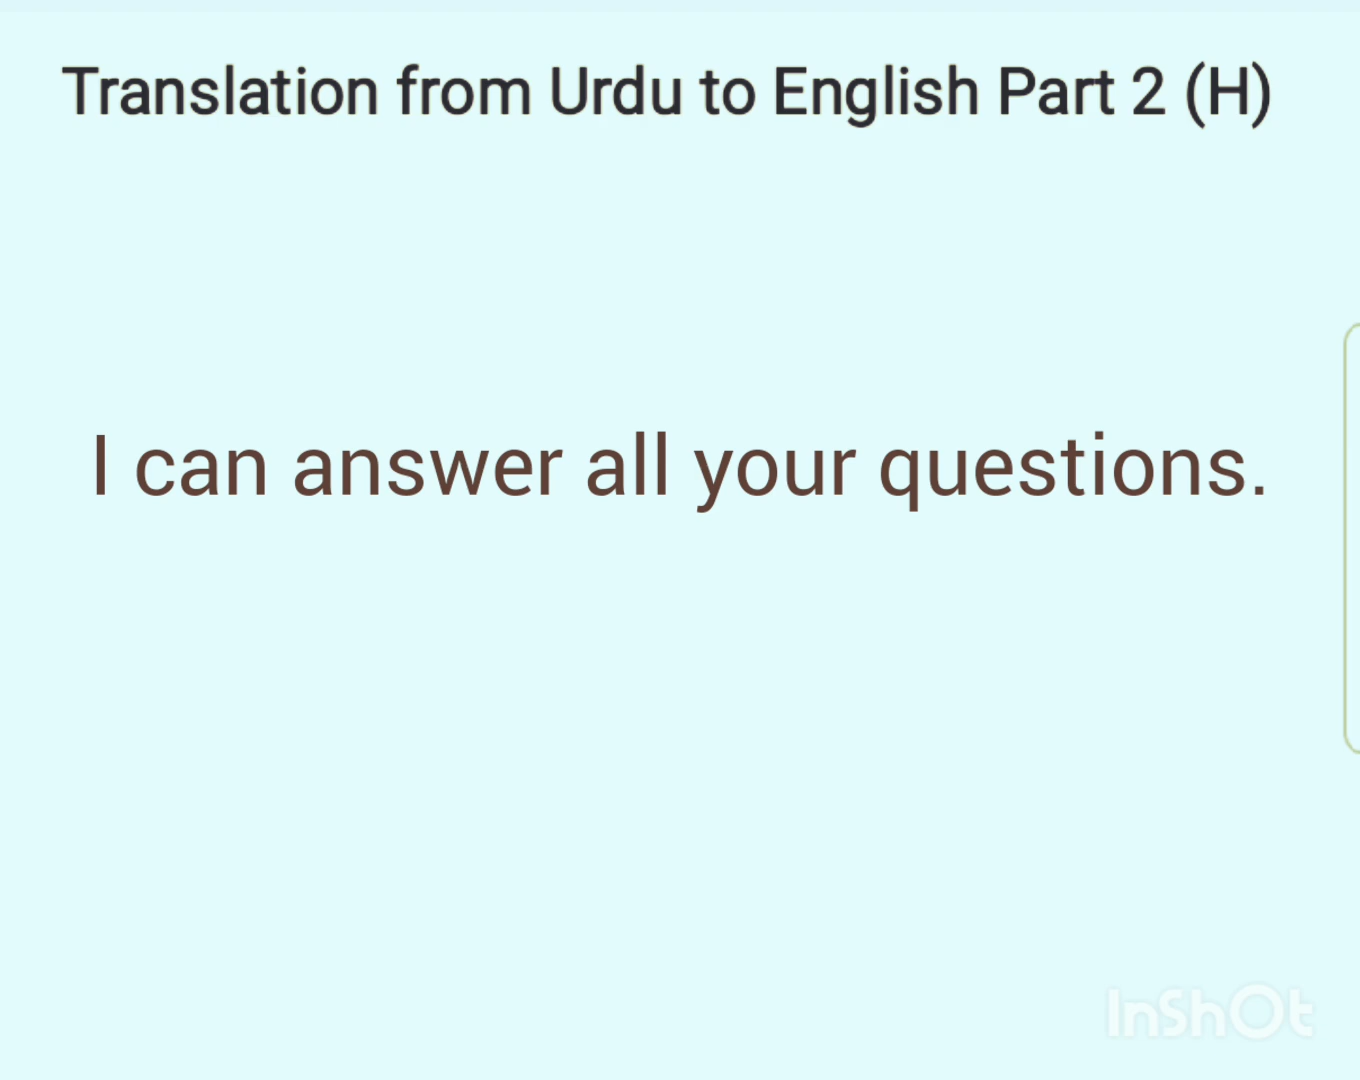 Translation from Urdu to English Part 2 (H)
I can answer all your questions.
InShOt